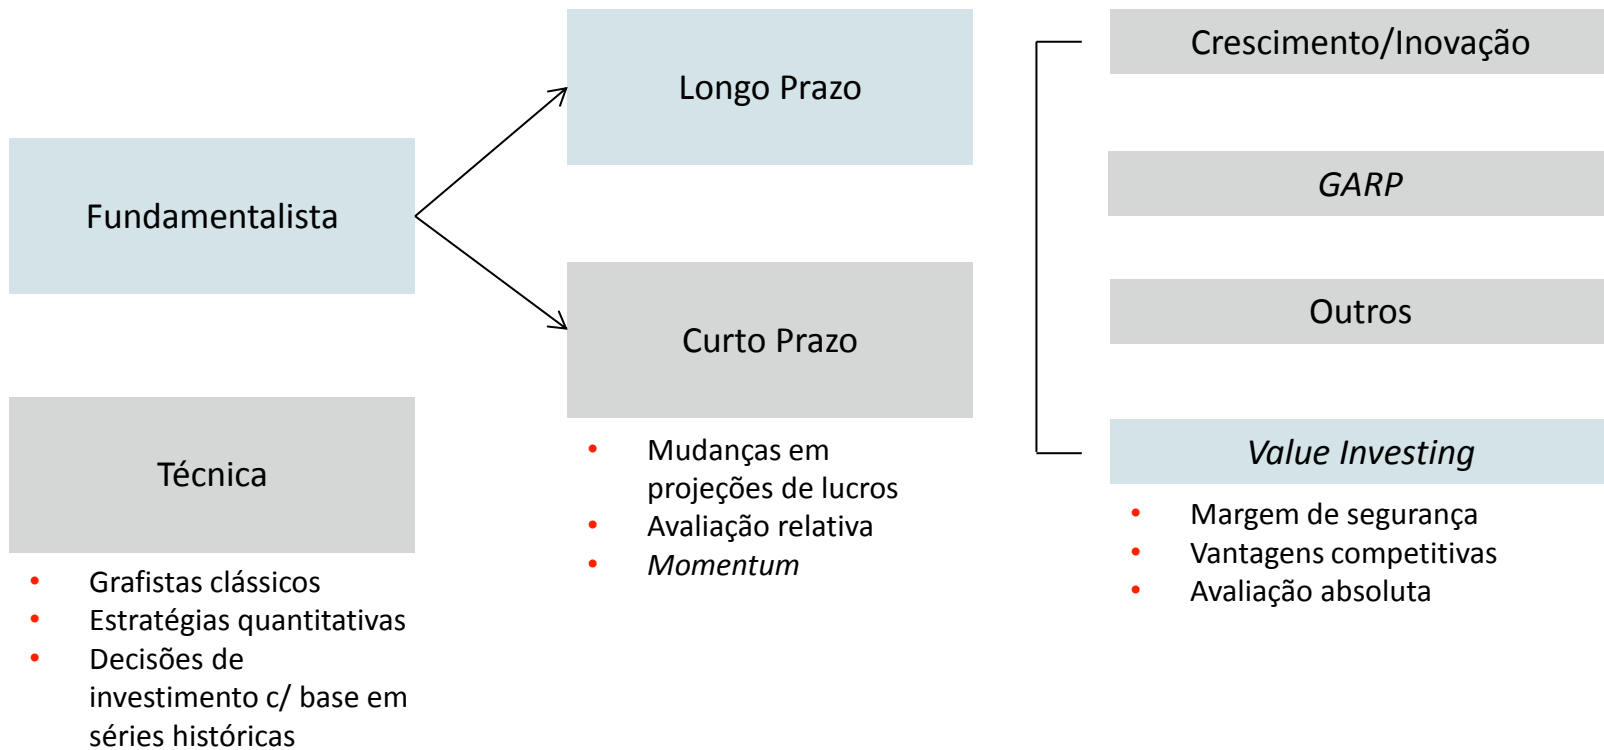 Fundamentalista
Técnica
• Grafistas clássicos
• Estratégias quantitativas
• Decisões de
investimento c/ base em
séries históricas
Longo Prazo
Curto Prazo
• Mudanças em
projeções de lucros
• Avaliação relativa
• Momentum
Crescimento/Inovação
GARP
Outros
Value Investing
• Margem de segurança
• Vantagens competitivas
• Avaliação absoluta